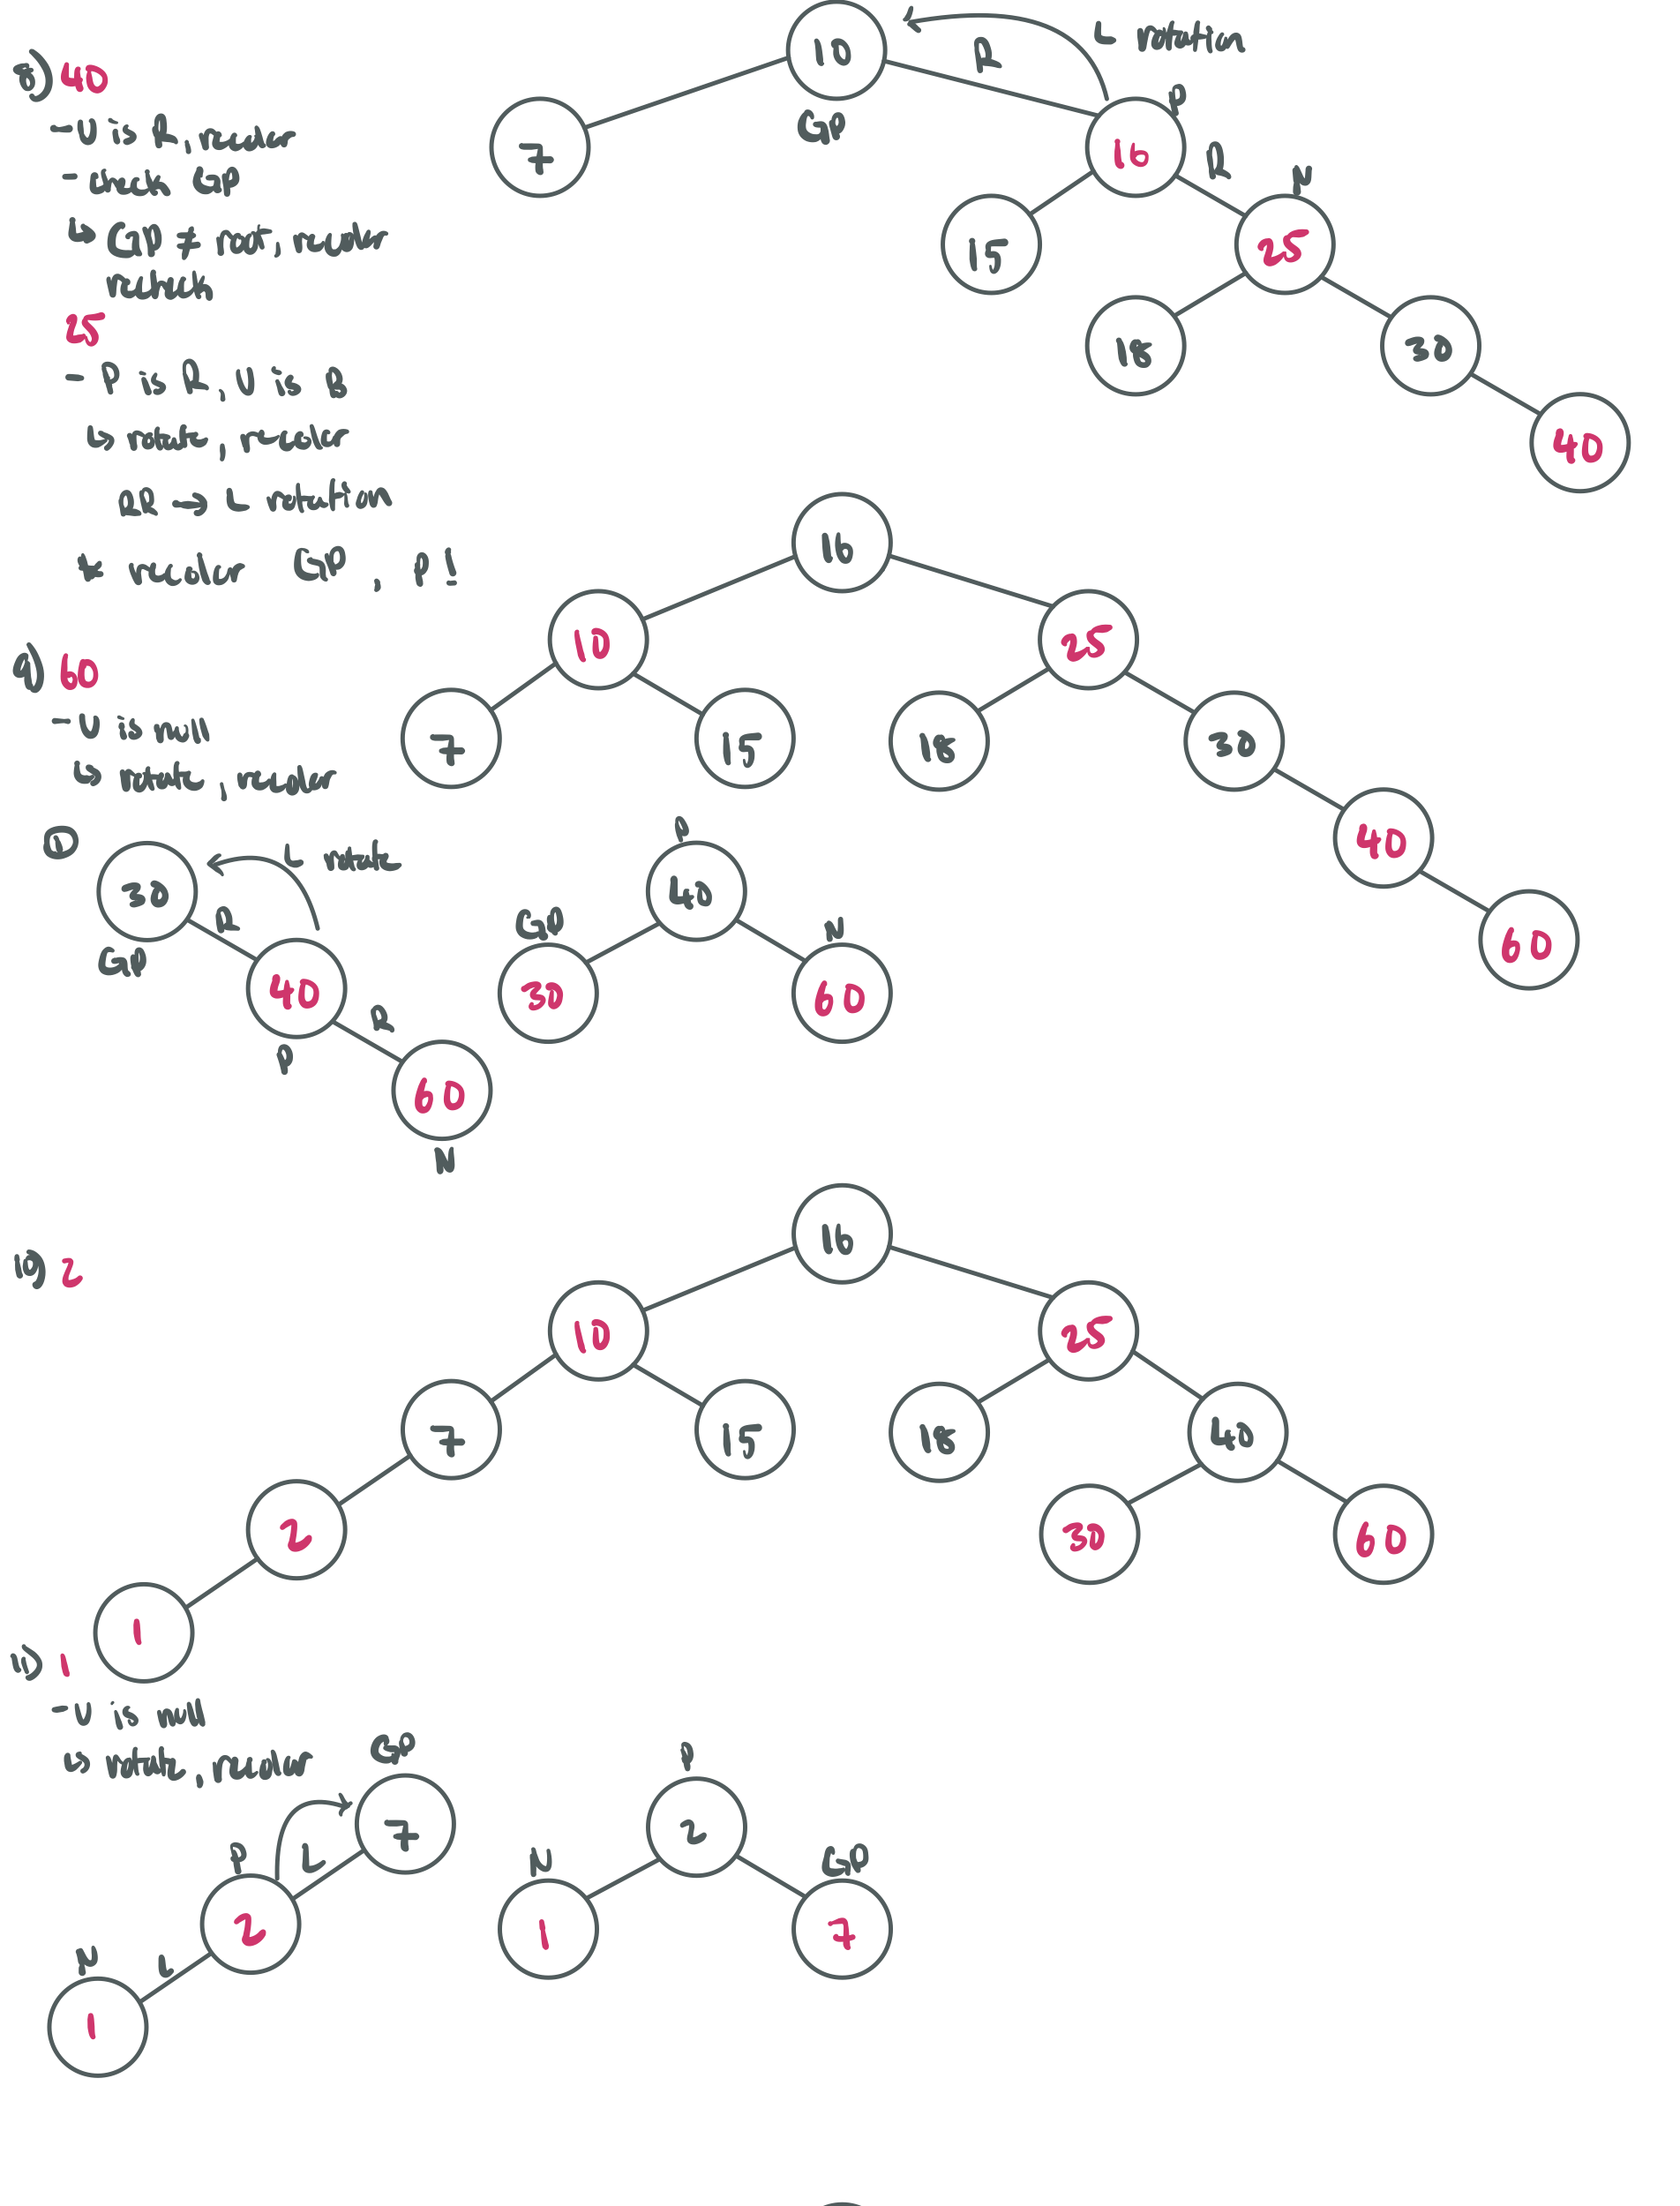 8) 40
- U is R, recolor
- check GP
↳ GP ≠ root, recolor
recheck
25
- P is R, U is B
↳ rotate, recolor
RR → L rotation
* recolor GP, P!
10
R
L rotation
GP
7
P
16
R
N
15
25
18
30
40
16
10
25
7
15
18
30
40
60
9) 60
- U is null
↳ rotate, recolor
①
30
L rotate
R
GP
40
R
P
60
N
P
40
GP
N
30
60
10) 2
16
10
25
7
15
18
40
2
30
60
1
11) 1
- U is null
↳ rotate, recolor
GP
7
P
L
2
N
L
1
P
2
N
GP
1
7